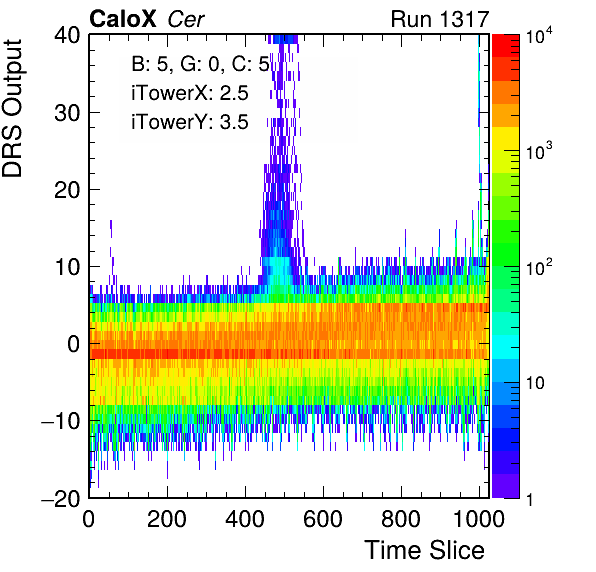 CaloX Cer Run 1317
B: 5, G: 0, C: 5
iTowerX: 2.5
iTowerY: 3.5
DRS Output
40
30
20
10
0
−10
−20
0 200 400 600 800 1000
Time Slice
10⁴
10³
10²
10
1